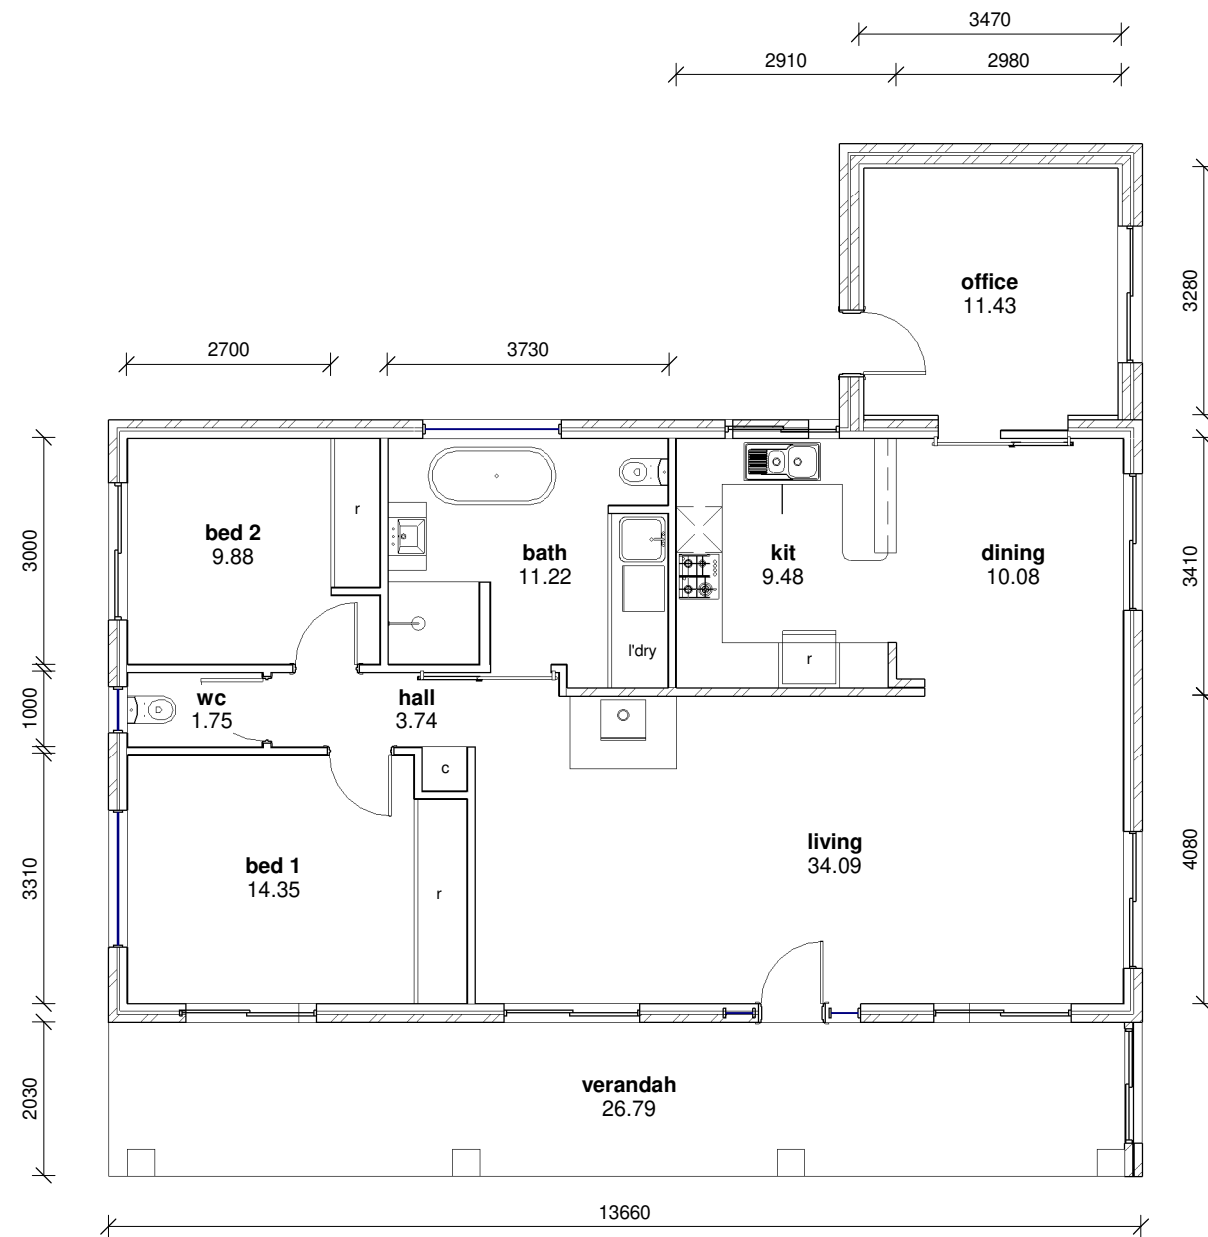 3470
2910
2980
office
11.43
3280
2700
3730
bed 2
9.88
r
bath
11.22
l'dry
kit
9.48
r
dining
10.08
3000
3410
wc
1.75
hall
3.74
1000
c
bed 1
14.35
r
living
34.09
3310
4080
verandah
26.79
2030
13660